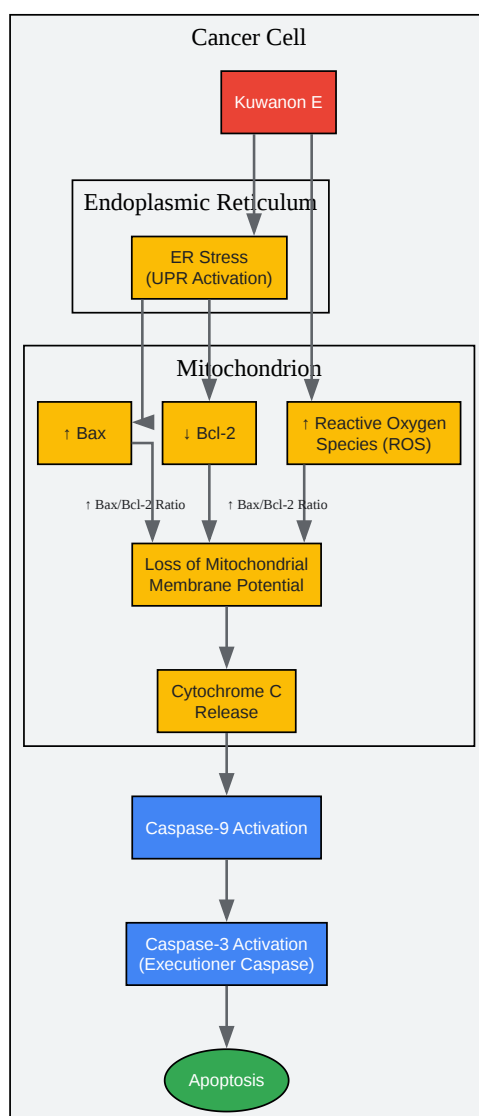 Cancer Cell
Kuwanon E
Endoplasmic Reticulum
ER Stress
(UPR Activation)
Mitochondrion
↑ Bax
↓ Bcl-2
↑ Reactive Oxygen
Species (ROS)
↑ Bax/Bcl-2 Ratio
↑ Bax/Bcl-2 Ratio
Loss of Mitochondrial
Membrane Potential
Cytochrome C
Release
Caspase-9 Activation
Caspase-3 Activation
(Executioner Caspase)
Apoptosis